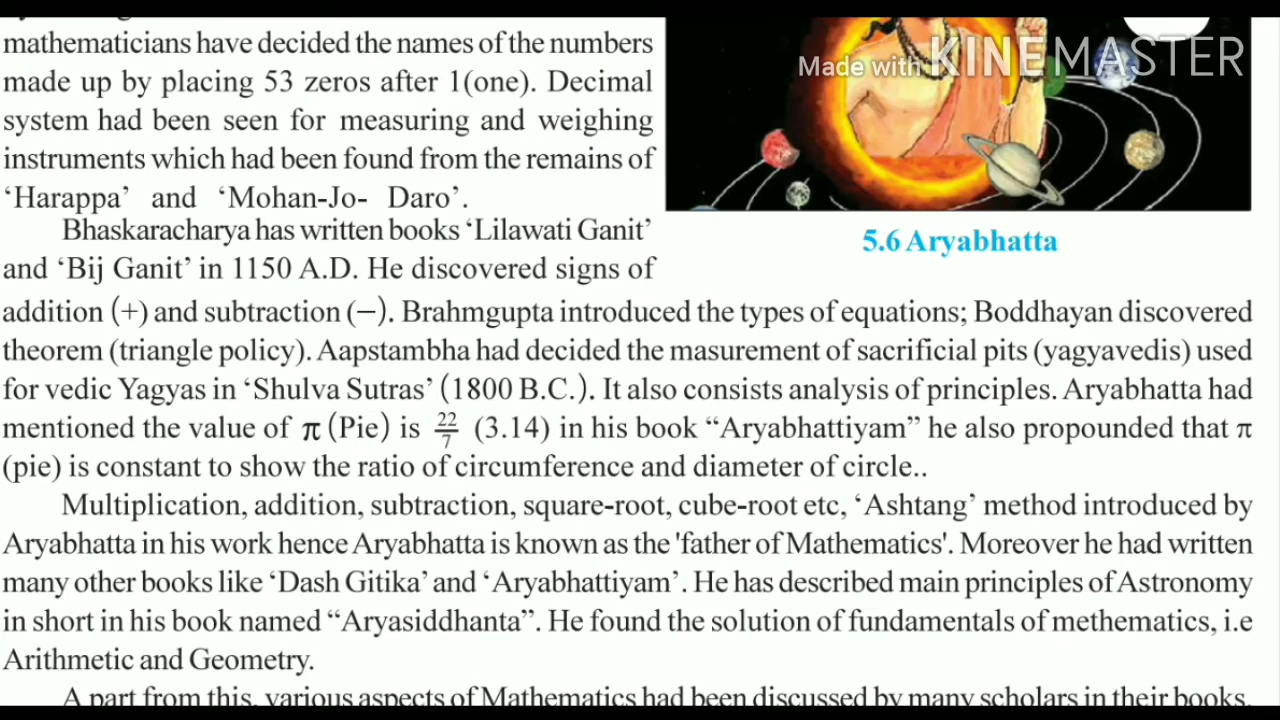 mathematicians have decided the names of the numbers
made up by placing 53 zeros after 1(one). Decimal
system had been seen for measuring and weighing
instruments which had been found from the remains of
‘Harappa’ and ‘Mohan-Jo- Daro’.
Made with KINEMASTER
5.6 Aryabhatta
Bhaskaracharya has written books ‘Lilawati Ganit’
and ‘Bij Ganit’ in 1150 A.D. He discovered signs of
addition (+) and subtraction (−). Brahmgupta introduced the types of equations; Boddhayan discovered
theorem (triangle policy). Aapstambha had decided the masurement of sacrificial pits (yagyavedis) used
for vedic Yagyas in ‘Shulva Sutras’ (1800 B.C.). It also consists analysis of principles. Aryabhatta had
mentioned the value of π (Pie) is 22/7 (3.14) in his book “Aryabhattiyam” he also propounded that π
(pie) is constant to show the ratio of circumference and diameter of circle..
Multiplication, addition, subtraction, square-root, cube-root etc, ‘Ashtang’ method introduced by
Aryabhatta in his work hence Aryabhatta is known as the 'father of Mathematics'. Moreover he had written
many other books like ‘Dash Gitika’ and ‘Aryabhattiyam’. He has described main principles of Astronomy
in short in his book named “Aryasiddhanta”. He found the solution of fundamentals of methematics, i.e
Arithmetic and Geometry.
A part from this, various aspects of Mathematics had been discussed by many scholars in their books.